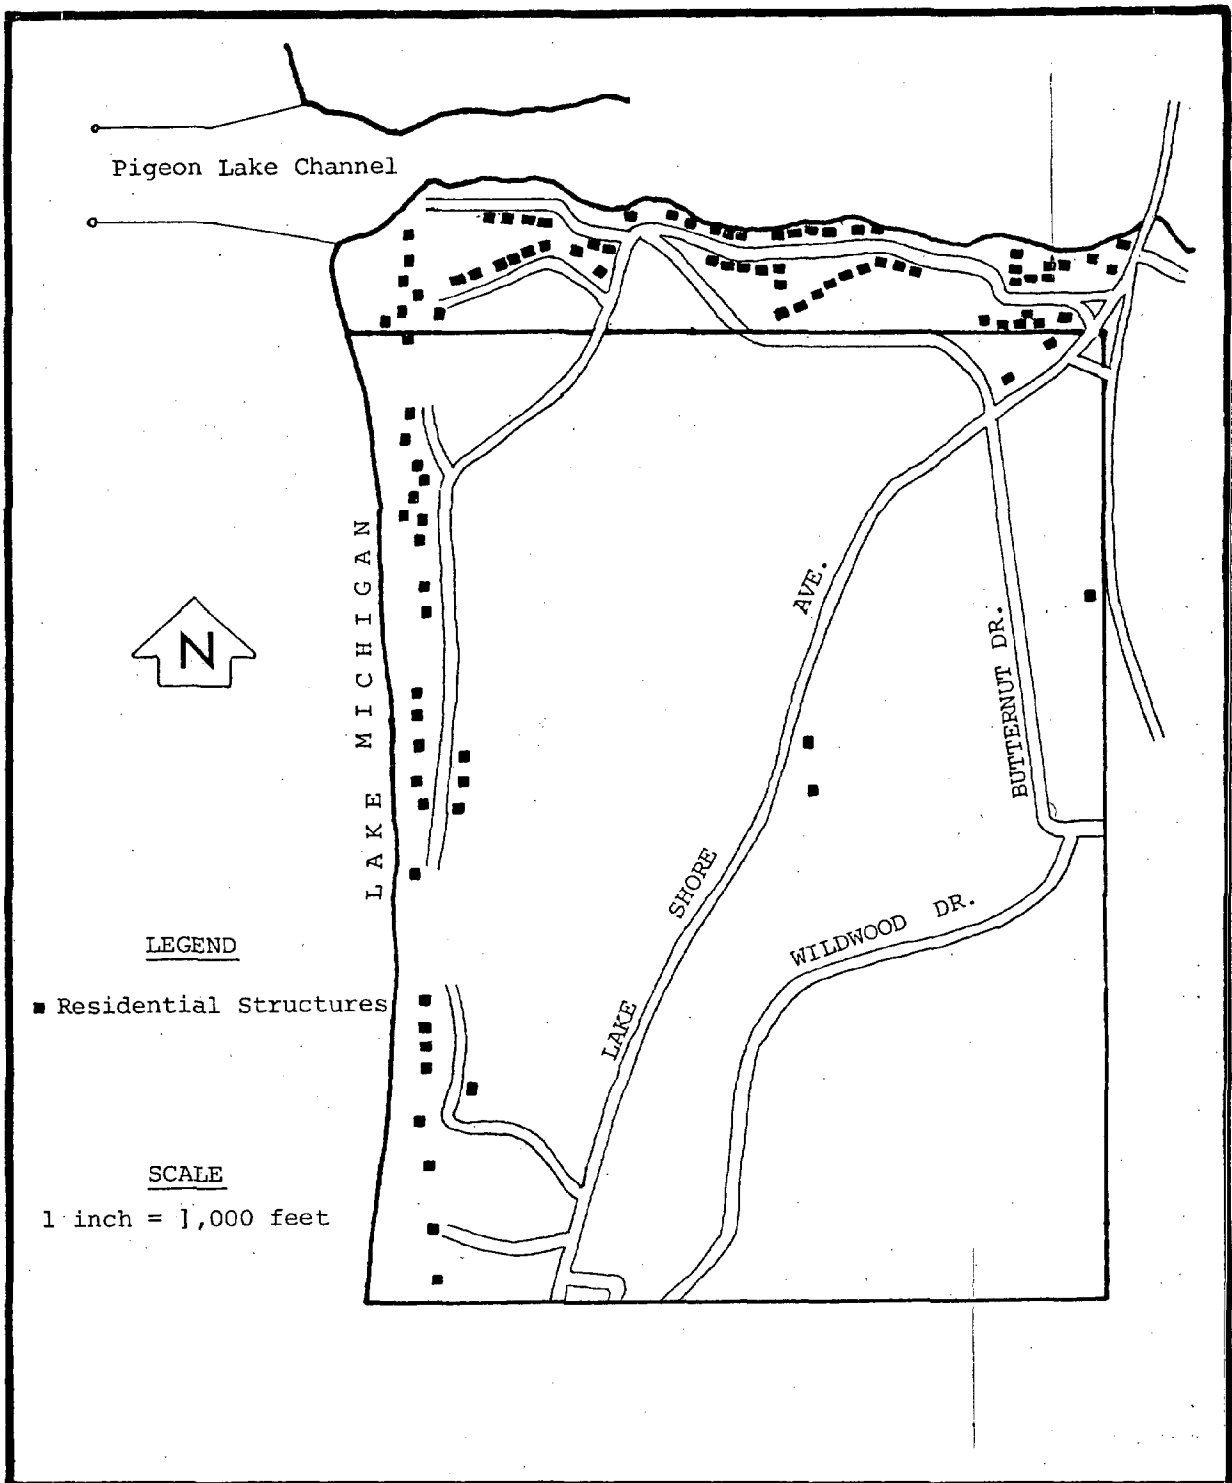 Pigeon Lake Channel
LAKE MICHIGAN
N
LAKE SHORE AVE.
BUTTERNUT DR.
WILDWOOD DR.
LEGEND
Residential Structures
SCALE
1 inch = 1,000 feet